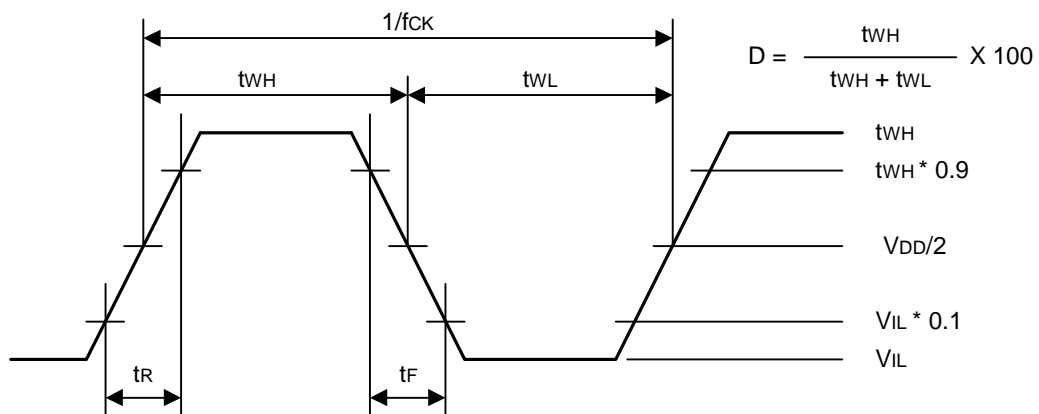 1/fCK
D = tWH / tWH + tWL X 100
tWH
tWL
tWH
tWH * 0.9
VDD/2
VIL * 0.1
VIL
tR
tF